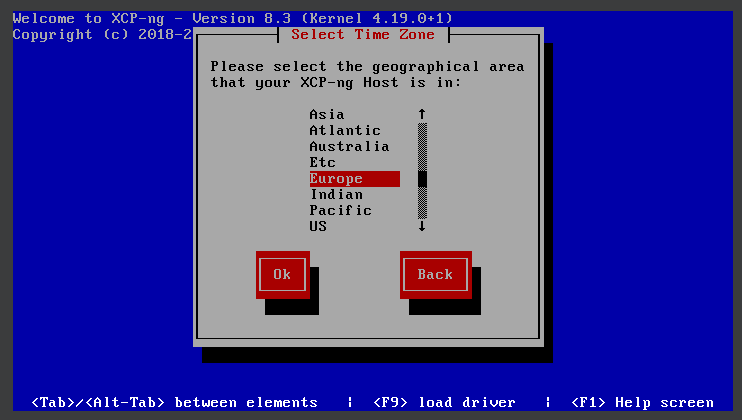 Welcome to XCP-ng - Version 8.3 (Kernel 4.19.0+1)
Copyright (c) 2018-2
Select Time Zone
Please select the geographical area
that your XCP-ng Host is in:
Asia ↑
Atlantic
Australia
Etc
Europe
Indian
Pacific
US ↓
Ok Back
<Tab>/<Alt-Tab> between elements | <F9> load driver | <F1> Help screen